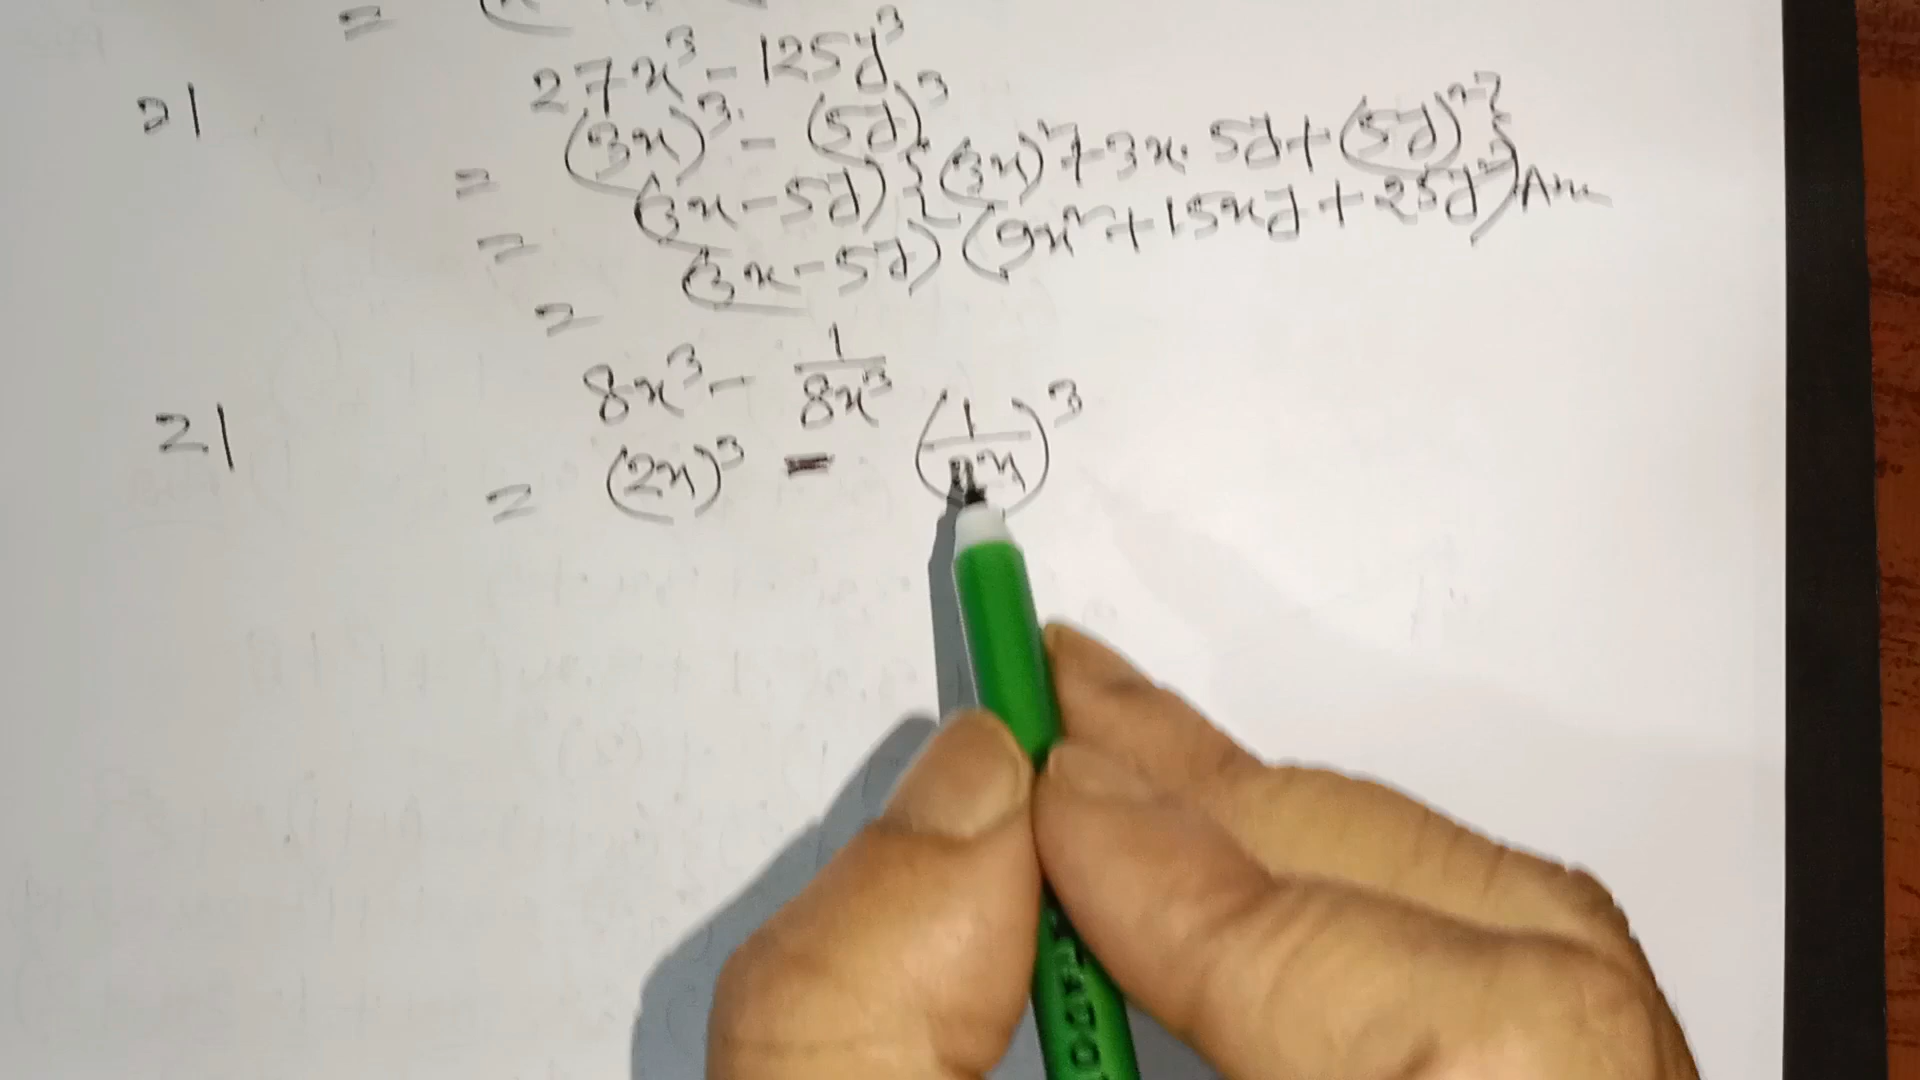 = (
21 27x³ - 125y³
= (3x)³ - (5y)³
= (3x - 5y) {(3x)² + 3x. 5y + (5y)²}
= (3x - 5y) (9x² + 15xy + 25y²) Ans
21 8x³ - 1/8x³
= (2x)³ - (1/2x)³